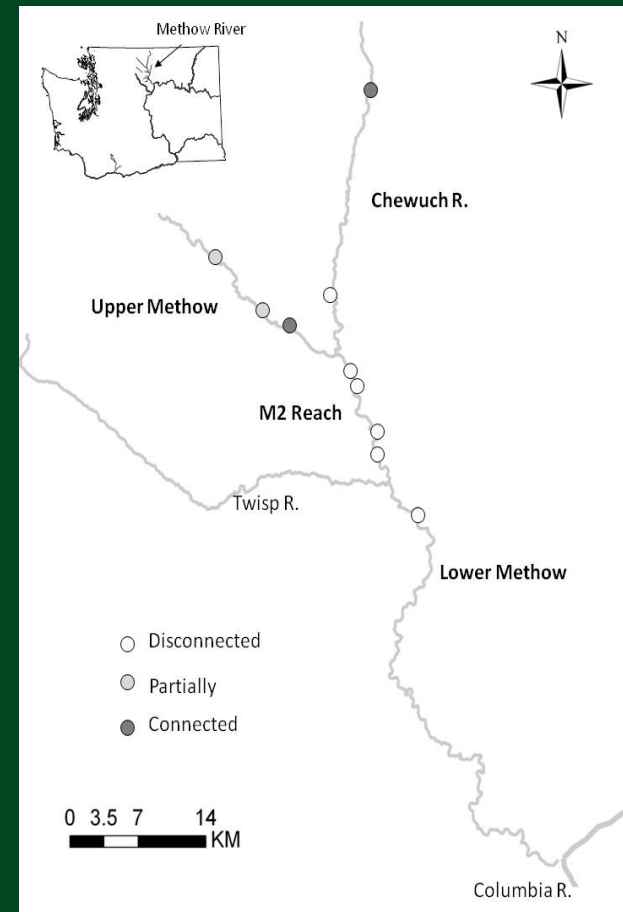 Methow River
N
Chewuch R.
Upper Methow
M2 Reach
Twisp R.
Lower Methow
Disconnected
Partially
Connected
0 3.5 7 14
KM
Columbia R.